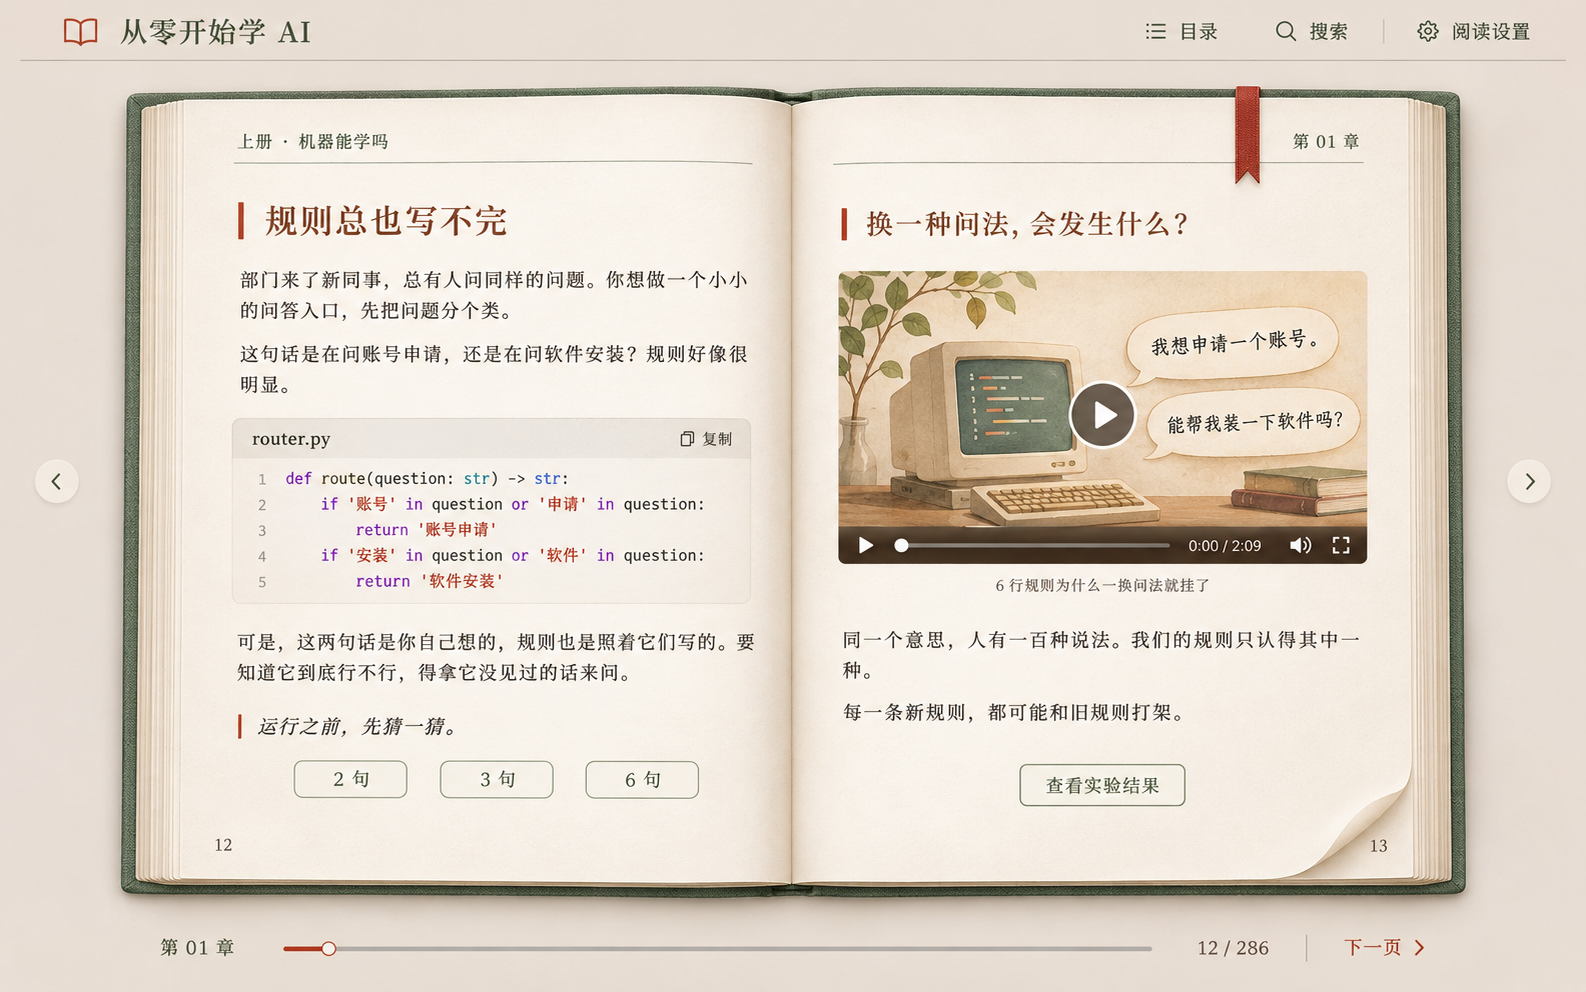 从零开始学 AI
目录
搜索
阅读设置
上册 · 机器能学吗
规则总也写不完
部门来了新同事，总有人问同样的问题。你想做一个小小
的问答入口，先把问题分个类。
这句话是在问账号申请，还是在问软件安装？规则好像很
明显。
router.py
复制
1 def route(question: str) -> str:
2     if '账号' in question or '申请' in question:
3         return '账号申请'
4     if '安装' in question or '软件' in question:
5         return '软件安装'
可是，这两句话是你自己想的，规则也是照着它们写的。要
知道它到底行不行，得拿它没见过的话来问。
运行之前，先猜一猜。
2 句
3 句
6 句
12
第 01 章
换一种问法，会发生什么？
我想申请一个账号。
能帮我装一下软件吗？
0:00 / 2:09
6 行规则为什么一换问法就挂了
同一个意思，人有一百种说法。我们的规则只认得其中一
种。
每一条新规则，都可能和旧规则打架。
查看实验结果
13
第 01 章
12 / 286
下一页